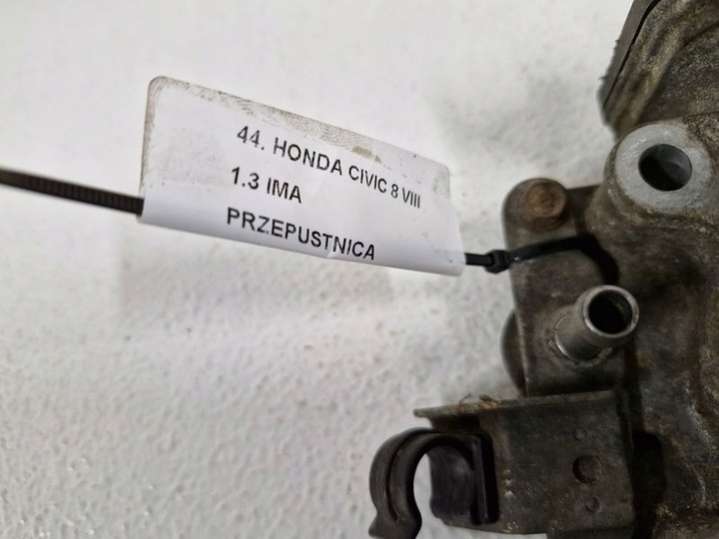 44. HONDA CIVIC 8 VIII
1.3 IMA
PRZEPUSTNICA